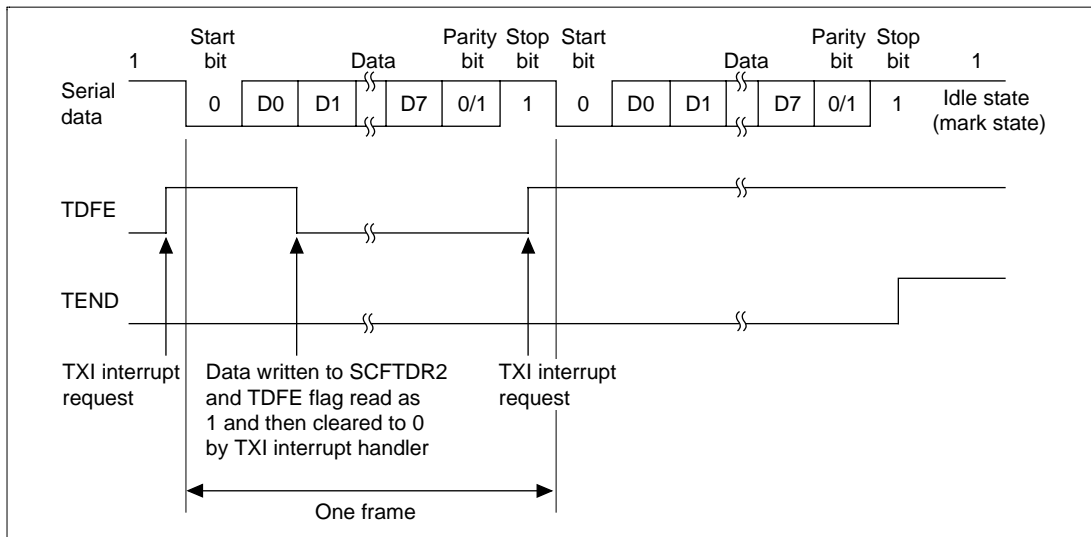 Start Parity Stop Start Parity Stop
1 bit Data bit bit bit Data bit bit 1
Serial data
0 D0 D1 D7 0/1 1 0 D0 D1 D7 0/1 1
Idle state
(mark state)
TDFE
TEND
TXI interrupt
request
Data written to SCFTDR2
and TDFE flag read as
1 and then cleared to 0
by TXI interrupt handler
TXI interrupt
request
One frame